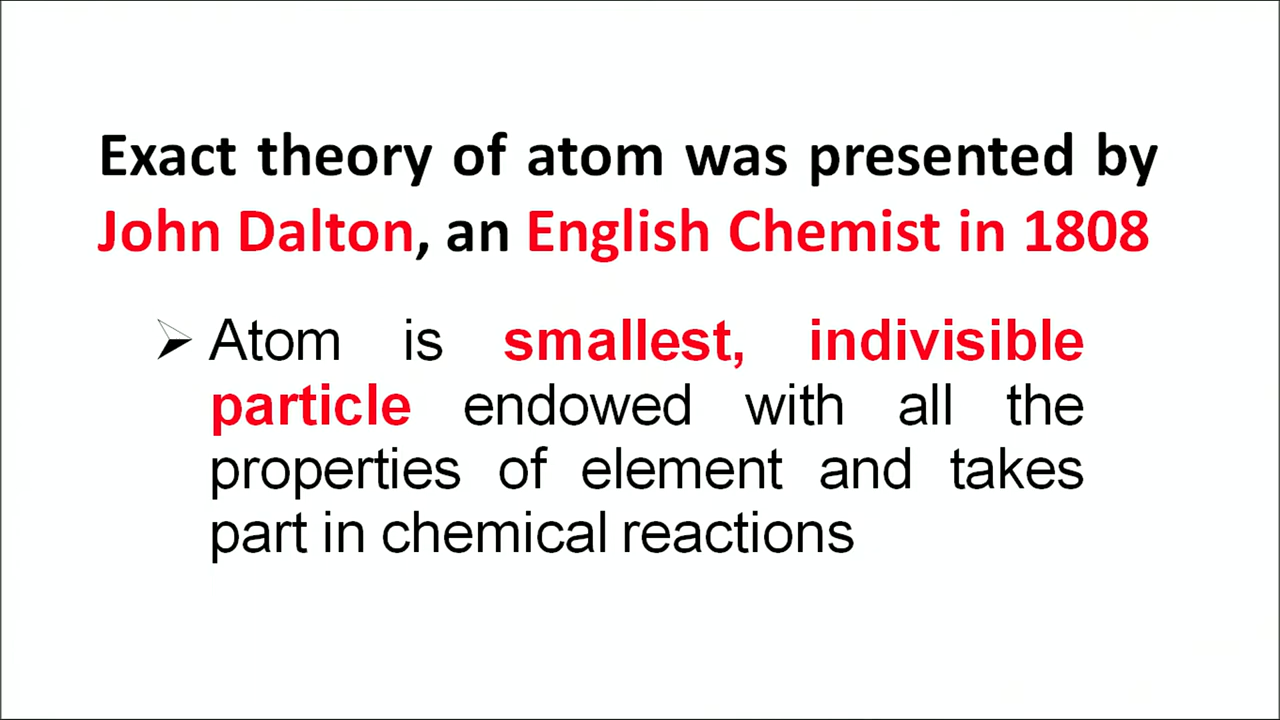 Exact theory of atom was presented by
John Dalton, an English Chemist in 1808
➢ Atom is smallest, indivisible
particle endowed with all the
properties of element and takes
part in chemical reactions